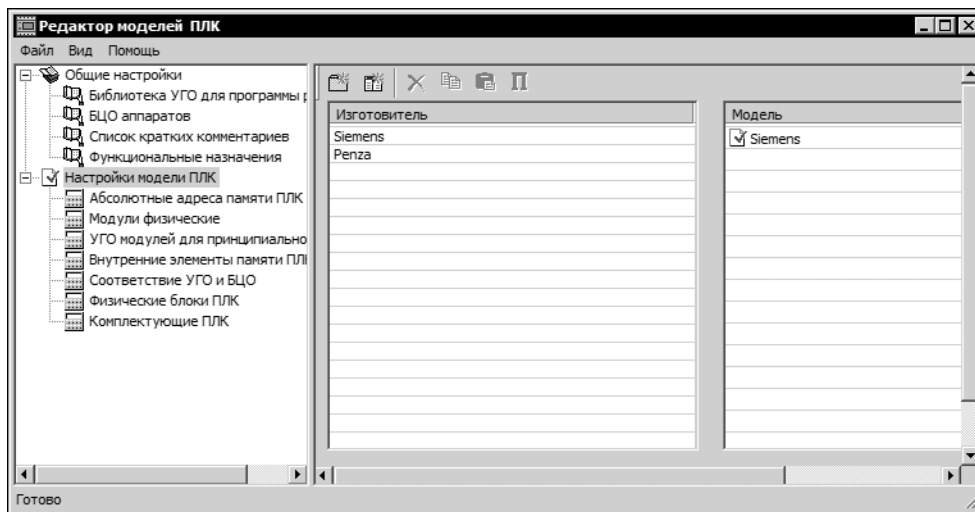 Редактор моделей ПЛК
Файл Вид Помощь
Общие настройки
Библиотека УГО для программы
БЦО аппаратов
Список кратких комментариев
Функциональные назначения
Настройки модели ПЛК
Абсолютные адреса памяти ПЛК
Модули физические
УГО модулей для принципиально
Внутренние элементы памяти ПЛ
Соответствие УГО и БЦО
Физические блоки ПЛК
Комплектующие ПЛК
Изготовитель
Siemens
Penza
Модель
Siemens
Готово